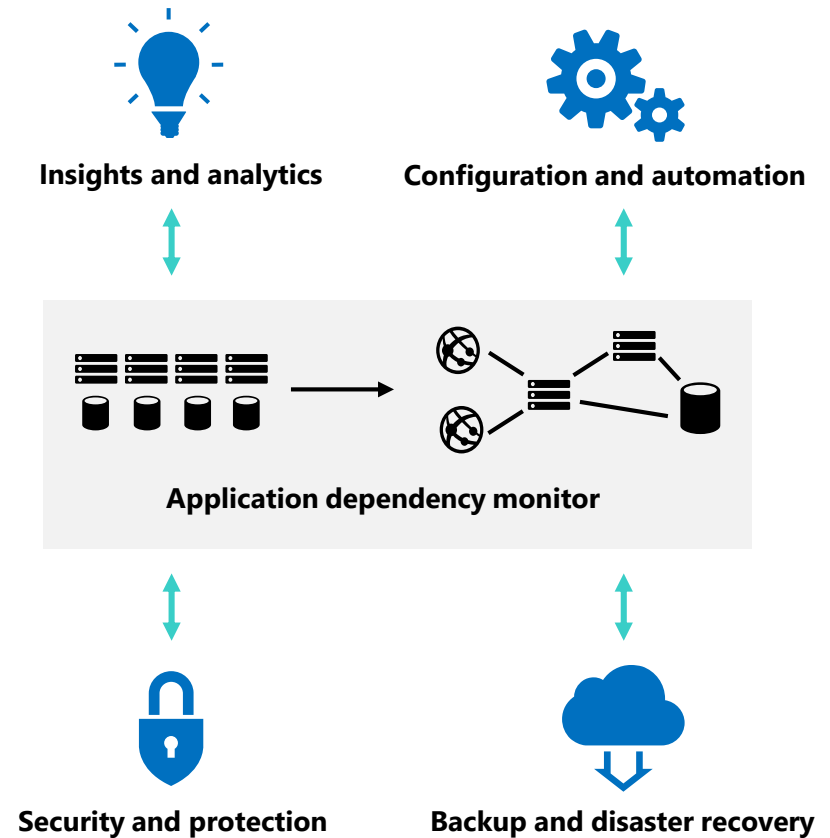 Insights and analytics
Configuration and automation
Application dependency monitor
Security and protection
Backup and disaster recovery